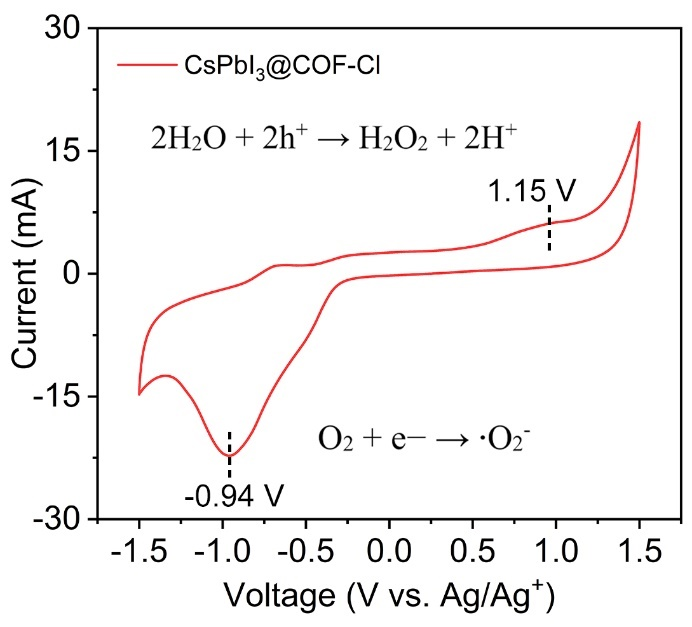 30
15
0
-15
-30
Current (mA)
CsPbI₃@COF-Cl
2H₂O + 2h⁺ → H₂O₂ + 2H⁺
1.15 V
O₂ + e− → ·O₂⁻
-0.94 V
-1.5 -1.0 -0.5 0.0 0.5 1.0 1.5
Voltage (V vs. Ag/Ag⁺)